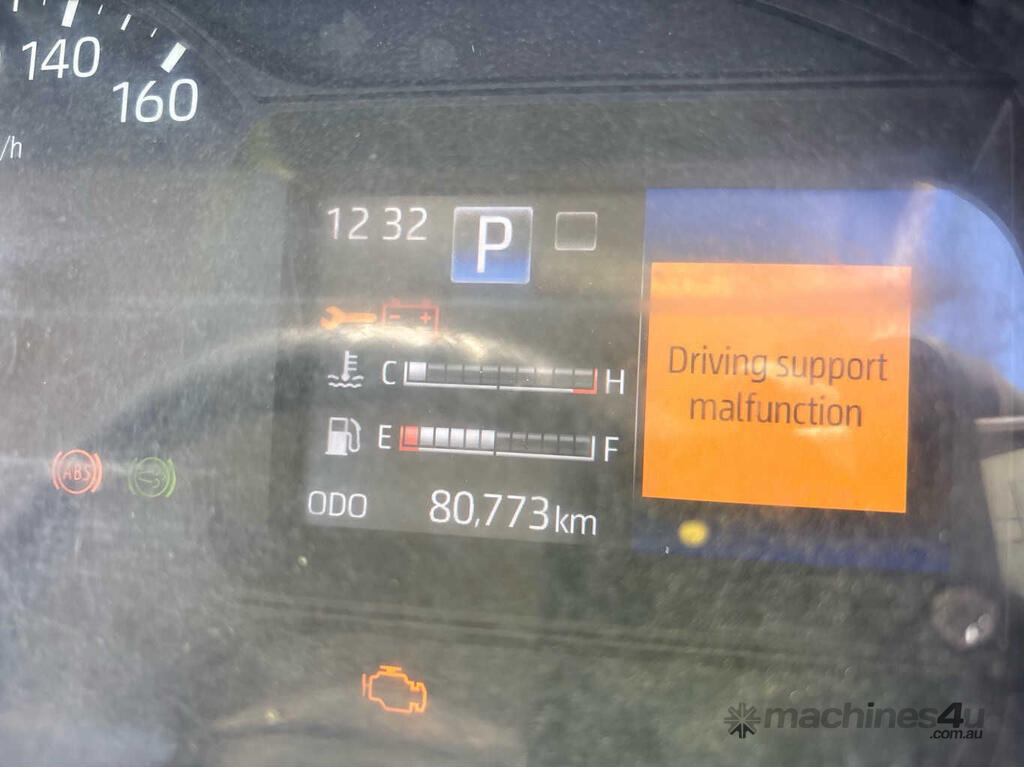 140
160
/h
12 32
P
C
H
E
F
ABS
ODO
80,773 km
Driving support
malfunction
machines4u
.com.au